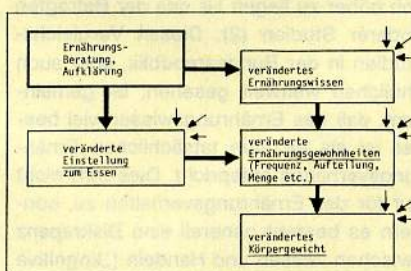 Ernährungs-
Beratung,
Aufklärung
verändertes
Ernährungswissen
veränderte
Einstellung
zum Essen
veränderte
Ernährungsgewohnheiten
(Frequenz, Aufteilung,
Menge etc.)
verändertes
Körpergewicht